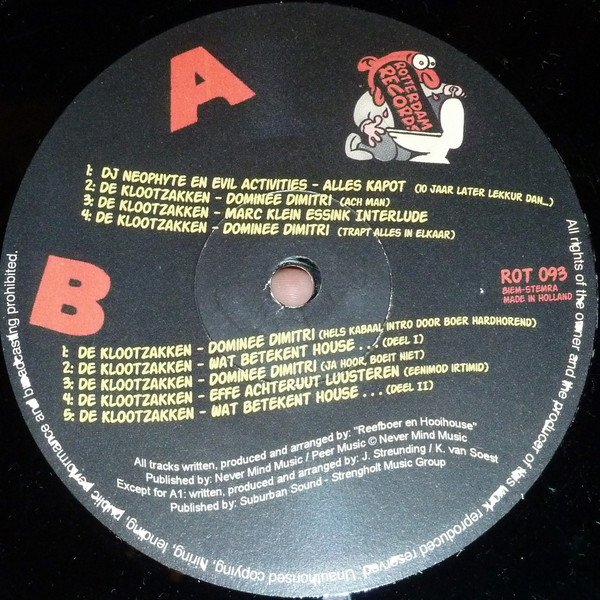 A
ROTTERDAM
RECORDS
1: DJ NEOPHYTE EN EVIL ACTIVITIES - ALLES KAPOT (10 JAAR LATER LEKKUR DAN...)
2: DE KLOOTZAKKEN - DOMINEE DIMITRI (ACH MAN)
3: DE KLOOTZAKKEN - MARC KLEIN ESSINK INTERLUDE
4: DE KLOOTZAKKEN - DOMINEE DIMITRI (TRAPT ALLES IN ELKAAR)
B
ROT 093
BIEM-STEMRA
MADE IN HOLLAND
1: DE KLOOTZAKKEN - DOMINEE DIMITRI (HELS KABAAL INTRO DOOR BOER HARDHOREND)
2: DE KLOOTZAKKEN - WAT BETEKENT HOUSE . . . (DEEL I)
3: DE KLOOTZAKKEN - DOMINEE DIMITRI (JA HOOR, BOEIT NIET)
4: DE KLOOTZAKKEN - EFFE ACHTERUUT LUUSTEREN (EENIMOD IRTIMID)
5: DE KLOOTZAKKEN - WAT BETEKENT HOUSE . . . (DEEL II)
All tracks written, produced and arranged by: "Reefboer en Hooihouse"
Published by: Never Mind Music / Peer Music © Never Mind Music
Except for A1: written, produced and arranged by: J. Streunding / K. van Soest
Published by: Suburban Sound - Strengholt Music Group
All rights of the owner and the producer of this work reproduced reserved. Unauthorised copying, hiring, lending, public performance and broadcasting prohibited.